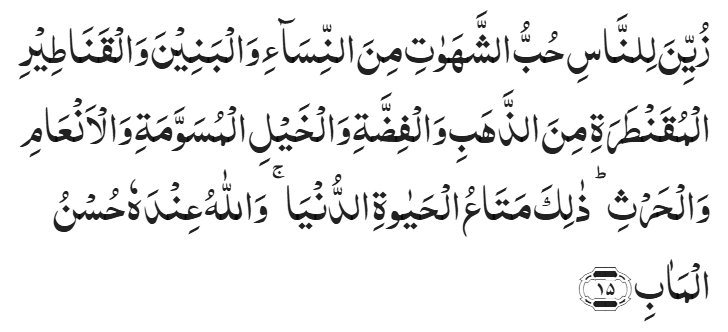 زُيِّنَ لِلنَّاسِ حُبُّ الشَّهَوٰتِ مِنَ النِّسَآءِ وَالْبَنِيْنَ وَالْقَنَاطِيْرِ
الْمُقَنْطَرَةِ مِنَ الذَّهَبِ وَالْفِضَّةِ وَالْخَيْلِ الْمُسَوَّمَةِ وَالْاَنْعَامِ
وَالْحَرْثِ ؕ ذٰلِكَ مَتَاعُ الْحَيٰوةِ الدُّنْيَا ۚ وَاللّٰهُ عِنْدَهٗ حُسْنُ
الْمَاٰبِ ۝۱۵